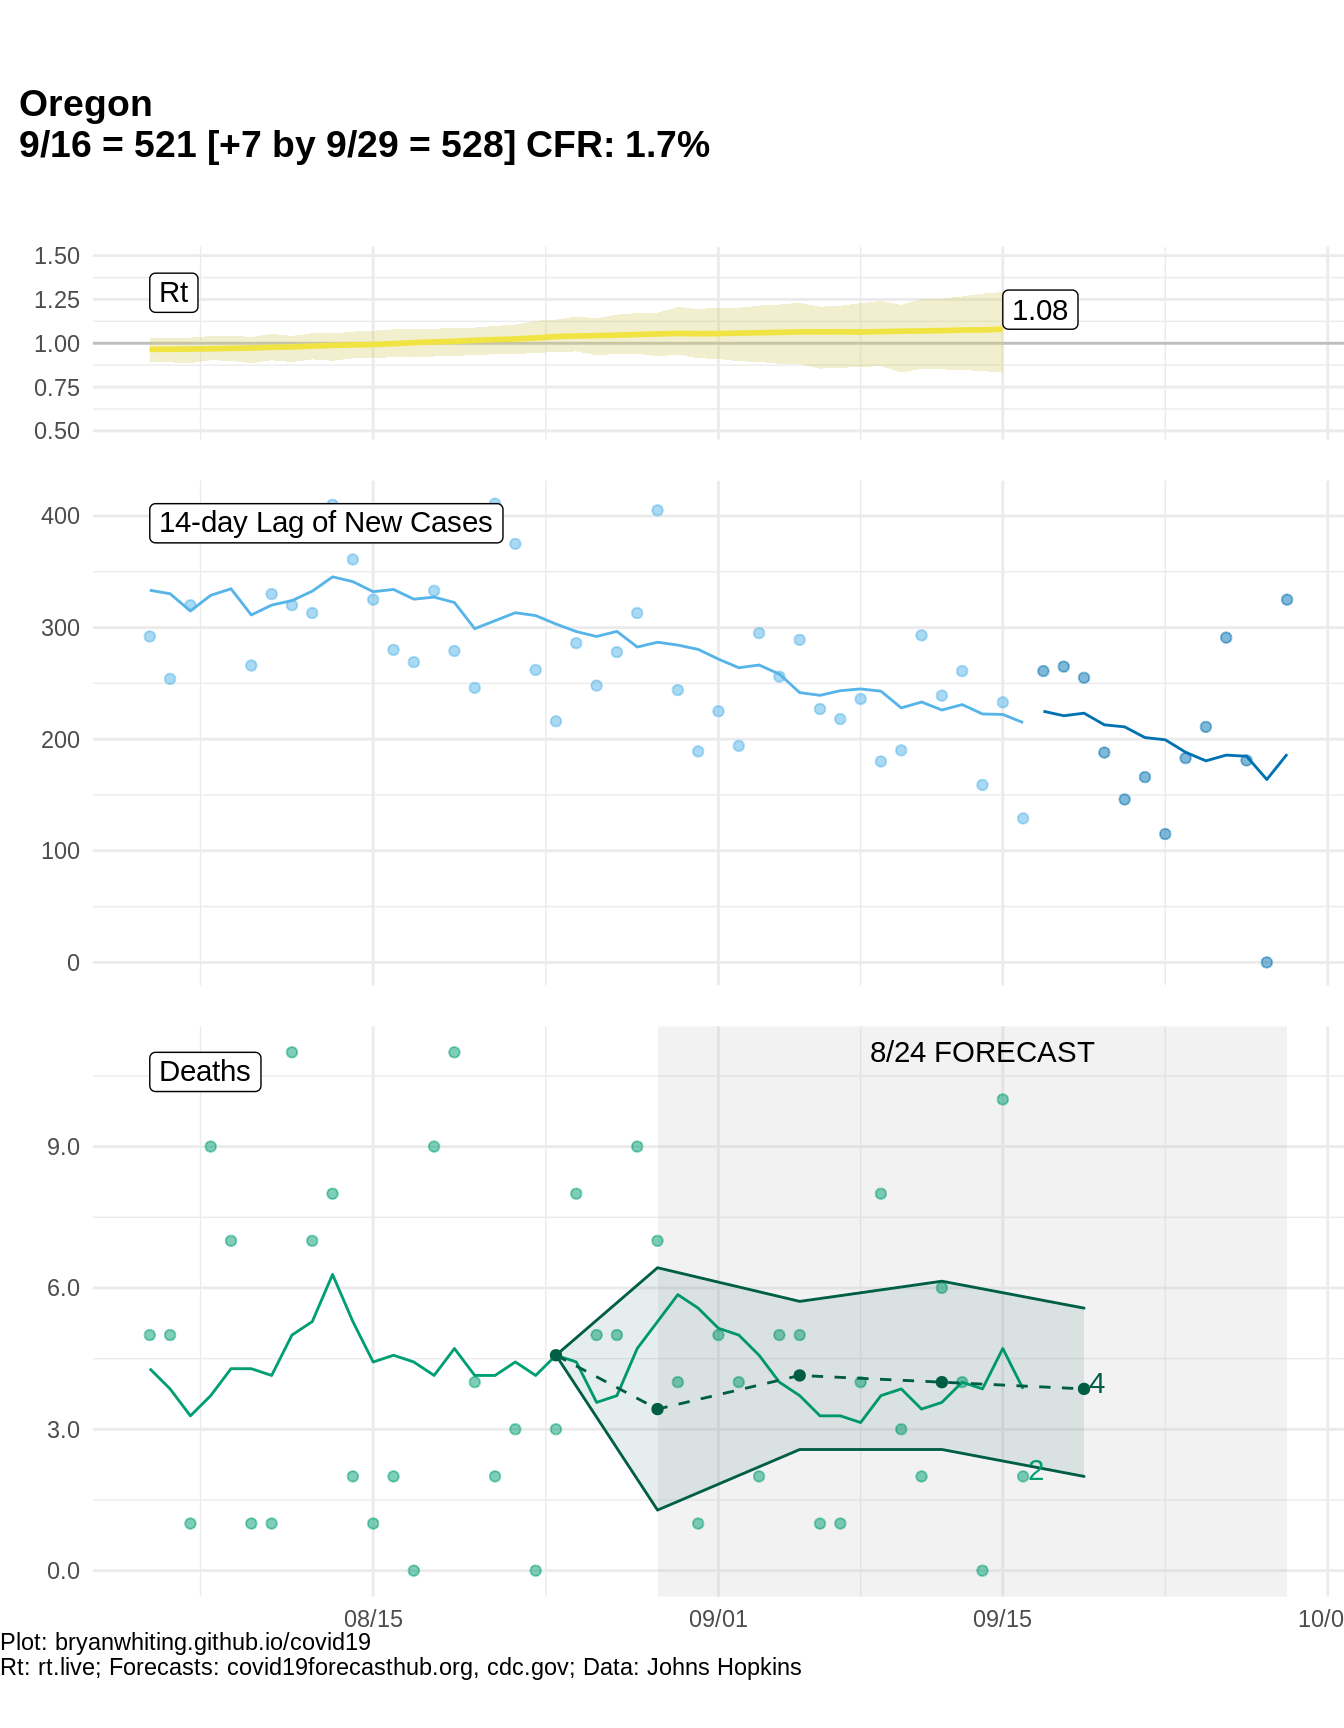 Oregon
9/16 = 521 [+7 by 9/29 = 528] CFR: 1.7%
1.50
1.25
1.00
0.75
0.50
Rt
1.08
400
300
200
100
0
14-day Lag of New Cases
9.0
6.0
3.0
0.0
Deaths
8/24 FORECAST
4
2
08/15
09/01
09/15
10/0
Plot: bryanwhiting.github.io/covid19
Rt: rt.live; Forecasts: covid19forecasthub.org, cdc.gov; Data: Johns Hopkins